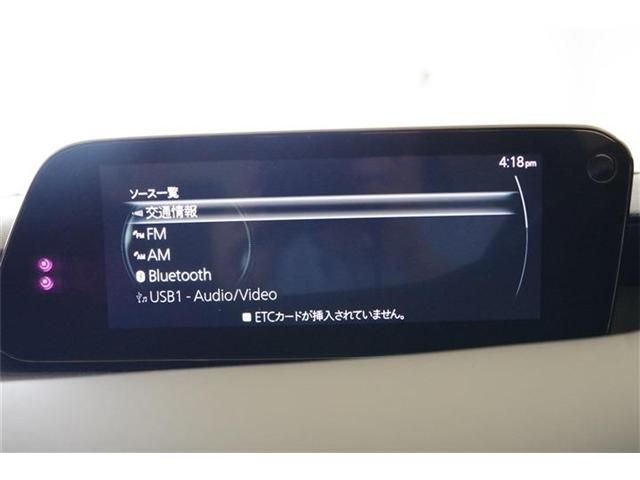 4:18pm
ソース一覧
交通情報
FM
AM
Bluetooth
USB1 - Audio/Video
ETCカードが挿入されていません。